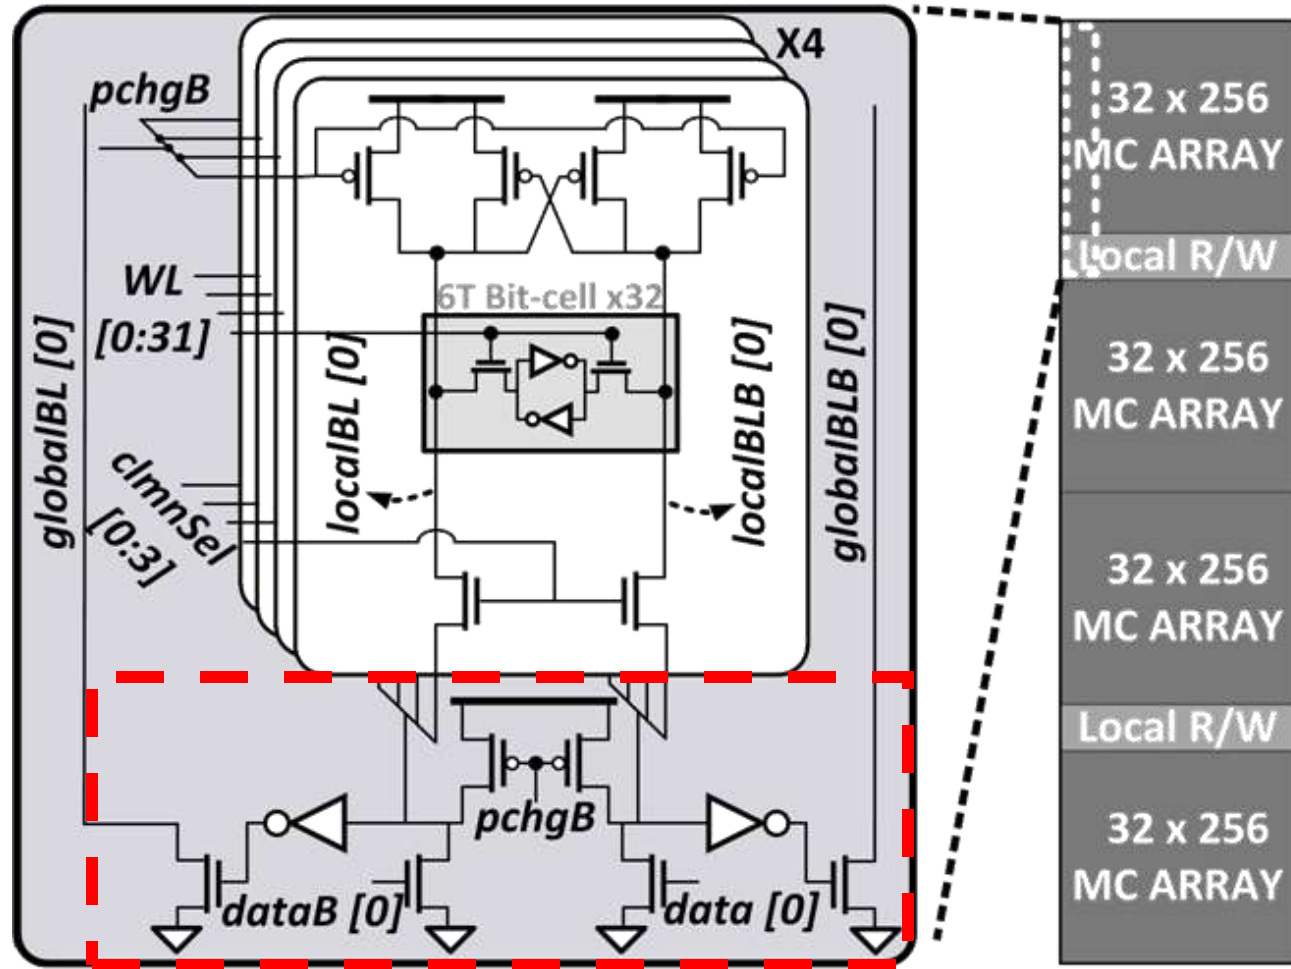 X4
pchgB
WL
[0:31]
6T Bit-cell x32
globalBL [0]
localBL [0]
localBLB [0]
globalBLB [0]
clmnSel
[0:3]
pchgB
dataB [0]
data [0]
32 x 256
MC ARRAY
Local R/W
32 x 256
MC ARRAY
32 x 256
MC ARRAY
Local R/W
32 x 256
MC ARRAY